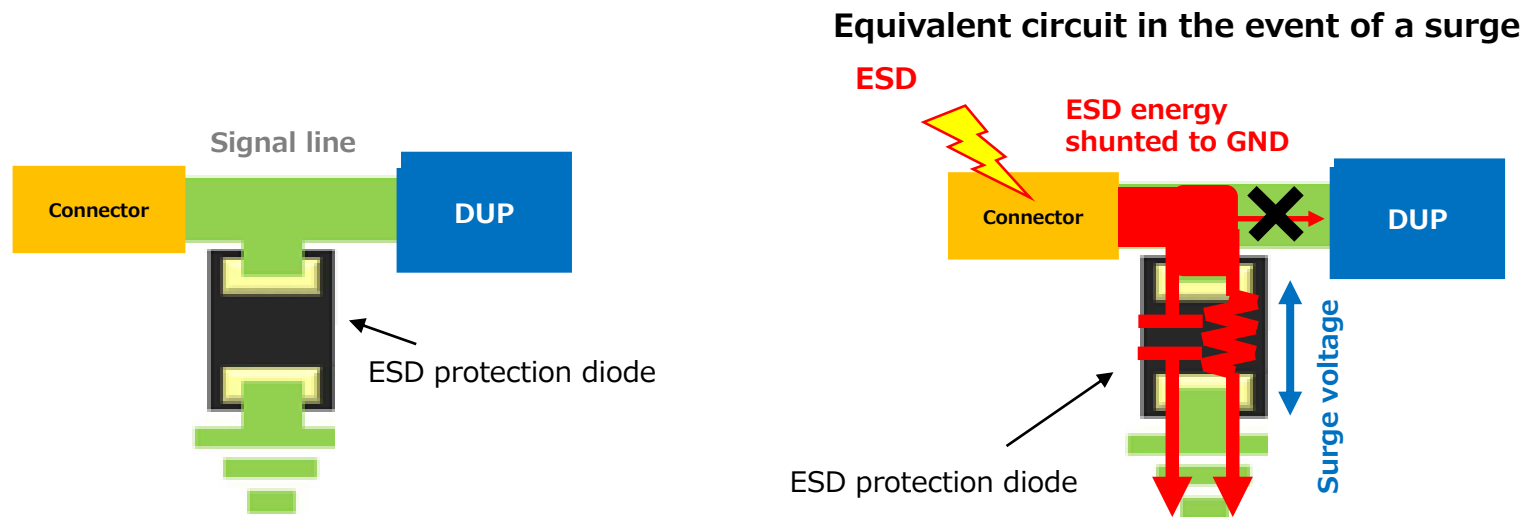 Equivalent circuit in the event of a surge
Signal line
Connector
DUP
ESD protection diode
ESD
ESD energy
shunted to GND
Connector
DUP
Surge voltage
ESD protection diode